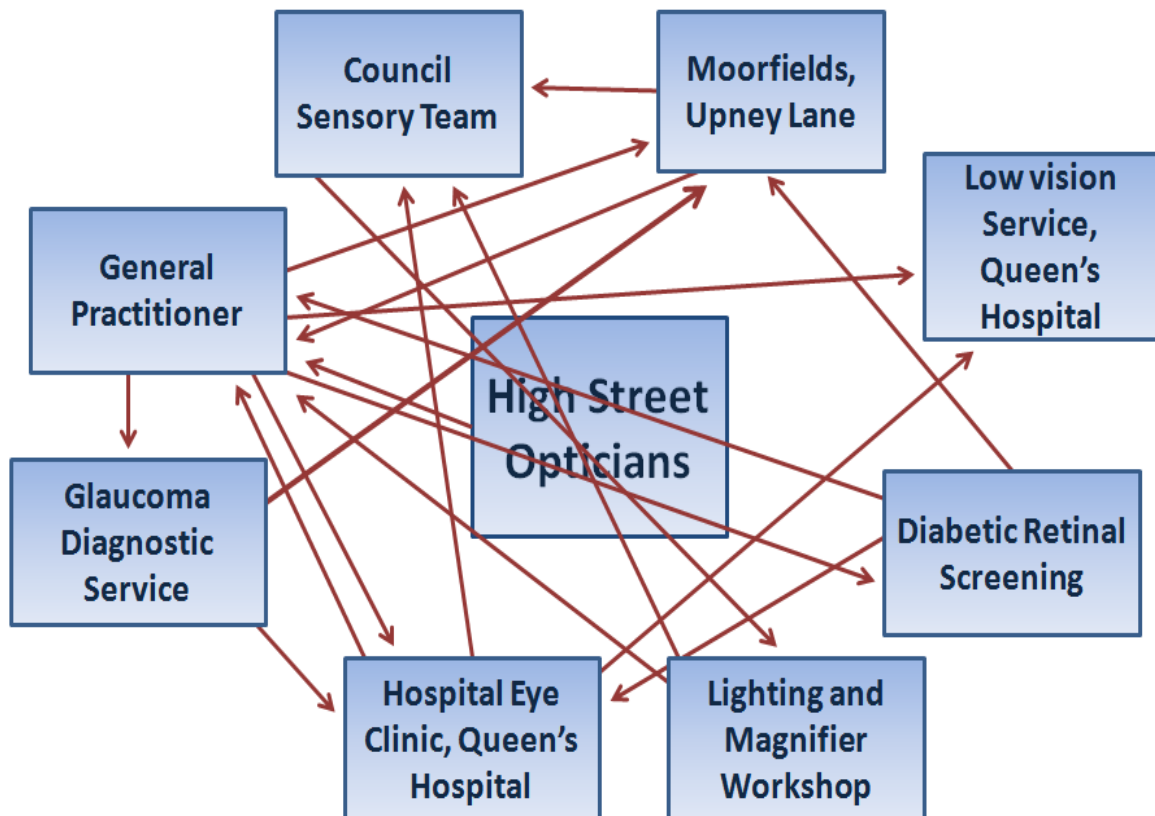 Council
Sensory Team
Moorfields,
Upney Lane
Low vision
Service,
Queen's
Hospital
General
Practitioner
High Street
Opticians
Glaucoma
Diagnostic
Service
Diabetic Retinal
Screening
Hospital Eye
Clinic, Queen's
Hospital
Lighting and
Magnifier
Workshop